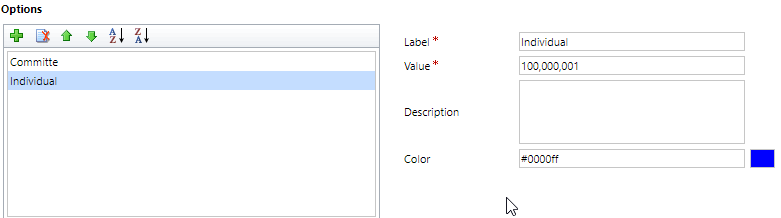 Options
A
Z
Z
A
Committe
Individual
Label *
Individual
Value *
100,000,001
Description
Color
#0000ff